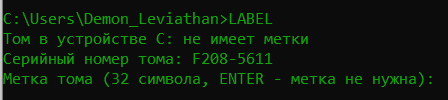 C:\Users\Demon_Leviathan>LABEL
Том в устройстве C: не имеет метки
Серийный номер тома: F208-5611
Метка тома (32 символа, ENTER - метка не нужна):